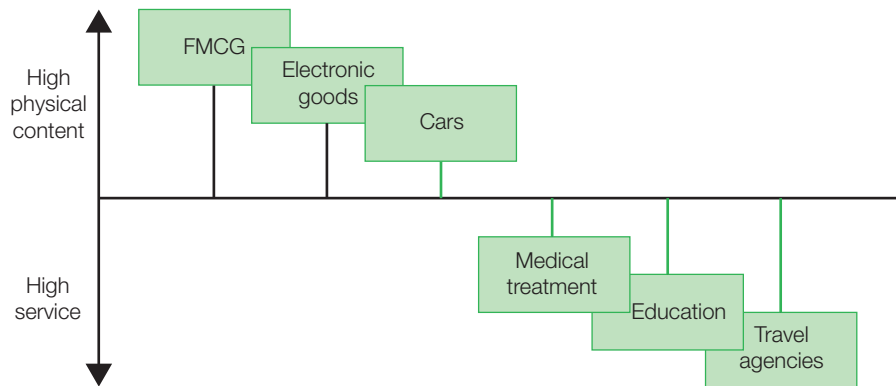 High
physical
content
FMCG
Electronic
goods
Cars
High
service
Medical
treatment
Education
Travel
agencies